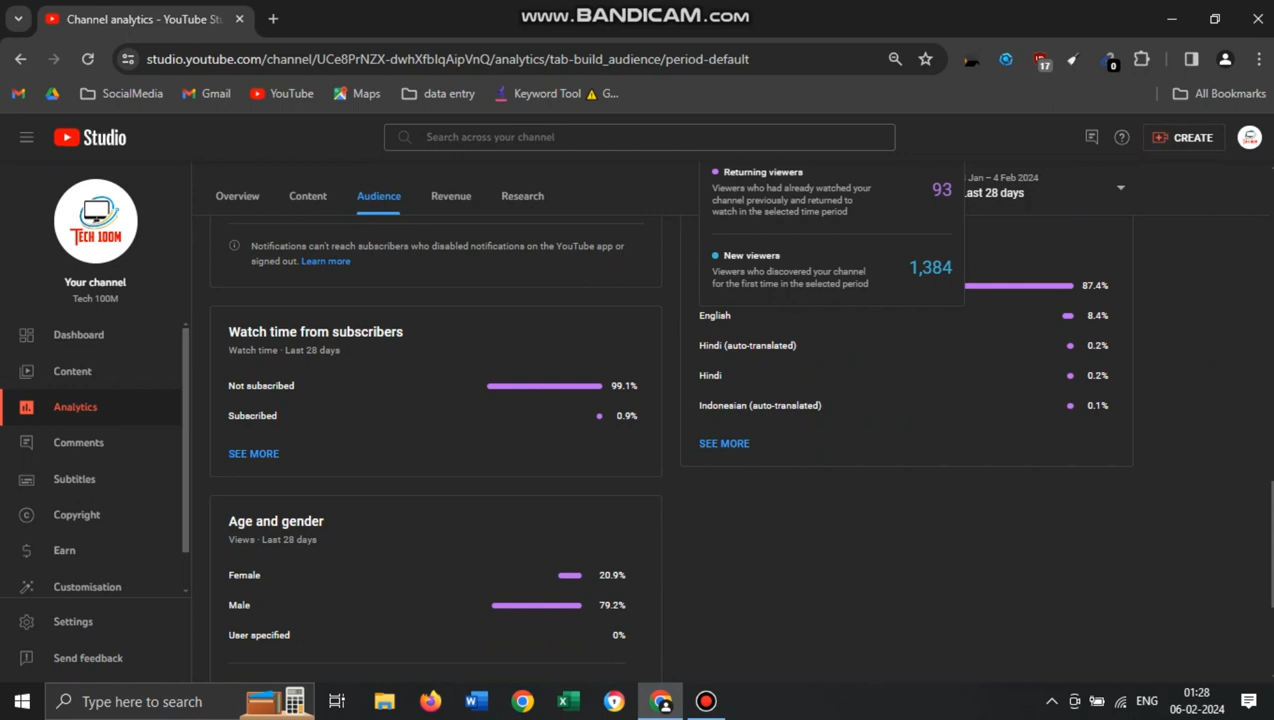 www.BANDICAM.com
Channel analytics - YouTube Stu
studio.youtube.com/channel/UCe8PrNZX-dwhXfbIqAipVnQ/analytics/tab-build_audience/period-default
17
0
SocialMedia
Gmail
YouTube
Maps
data entry
Keyword Tool
G...
All Bookmarks
Studio
Search across your channel
CREATE
TECH 100M
Your channel
Tech 100M
Dashboard
Content
Analytics
Comments
Subtitles
Copyright
Earn
Customisation
Settings
Send feedback
Overview
Content
Audience
Revenue
Research
Jan – 4 Feb 2024
Last 28 days
Notifications can't reach subscribers who disabled notifications on the YouTube app or
signed out. Learn more
Returning viewers
Viewers who had already watched your
channel previously and returned to
watch in the selected time period
93
New viewers
Viewers who discovered your channel
for the first time in the selected period
1,384
87.4%
English 8.4%
Hindi (auto-translated) 0.2%
Hindi 0.2%
Indonesian (auto-translated) 0.1%
SEE MORE
Watch time from subscribers
Watch time · Last 28 days
Not subscribed 99.1%
Subscribed 0.9%
SEE MORE
Age and gender
Views · Last 28 days
Female 20.9%
Male 79.2%
User specified 0%
Type here to search
ENG
01:28
06-02-2024